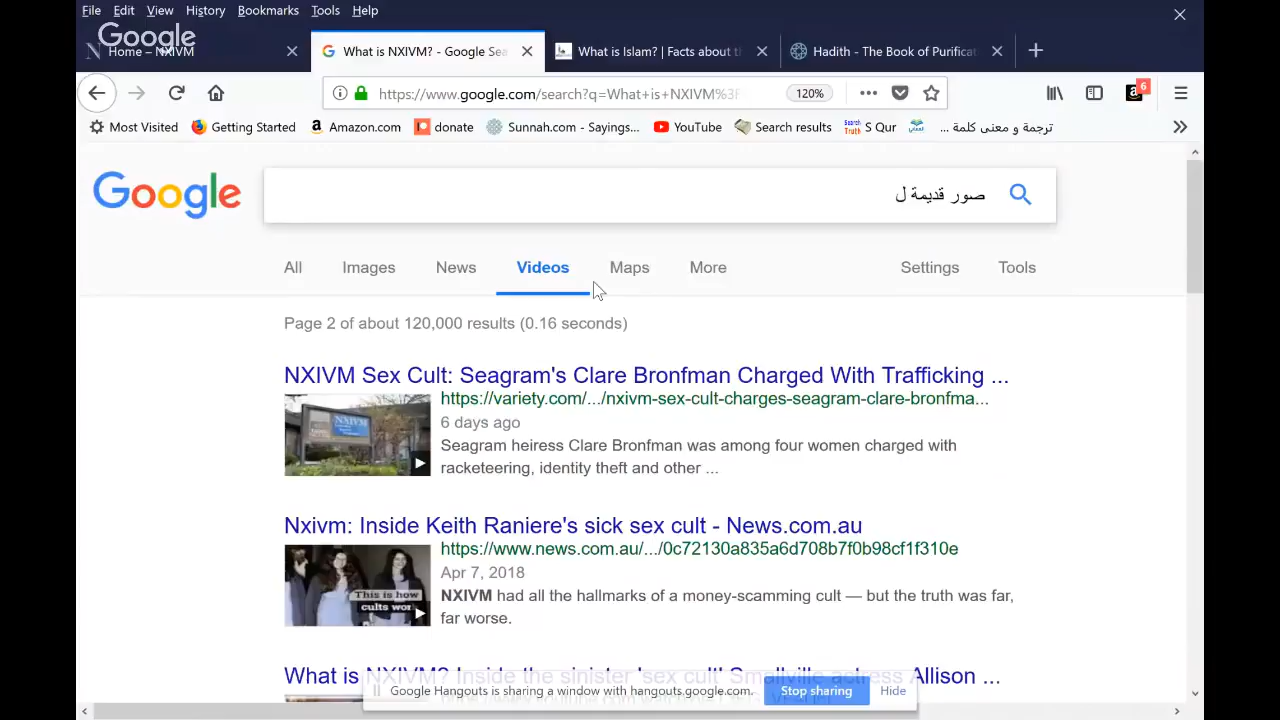 File Edit View History Bookmarks Tools Help
Google
Home – NXIVM
What is NXIVM? - Google Sea
What is Islam? | Facts about t
Hadith - The Book of Purificat
https://www.google.com/search?q=What+is+NXIVM%3F
120%
6
Most Visited Getting Started Amazon.com donate Sunnah.com - Sayings... YouTube Search results Search Truth S Qur ترجمة و معنى كلمة ...
Google
صور قديمة ل
All Images News Videos Maps More Settings Tools
Page 2 of about 120,000 results (0.16 seconds)
NXIVM Sex Cult: Seagram's Clare Bronfman Charged With Trafficking ...
https://variety.com/.../nxivm-sex-cult-charges-seagram-clare-bronfma...
6 days ago
Seagram heiress Clare Bronfman was among four women charged with
racketeering, identity theft and other ...
NXIVM
Nxivm: Inside Keith Raniere's sick sex cult - News.com.au
https://www.news.com.au/.../0c72130a835a6d708b7f0b98cf1f310e
Apr 7, 2018
NXIVM had all the hallmarks of a money-scamming cult — but the truth was far,
far worse.
This is how
cults wor
What is NXIVM? Inside the sinister 'sex cult' Smallville actress Allison ...
Google Hangouts is sharing a window with hangouts.google.com.
Stop sharing
Hide